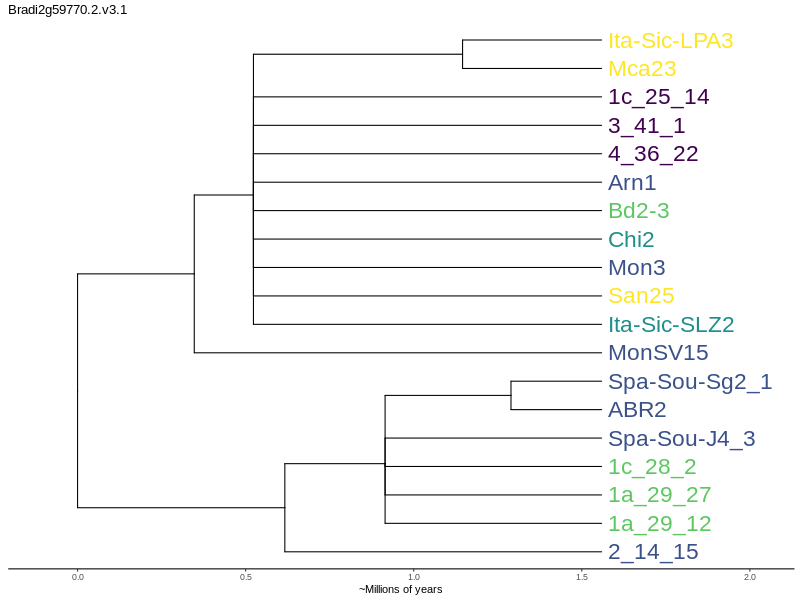 Bradi2g59770.2.v3.1
Ita-Sic-LPA3
Mca23
1c_25_14
3_41_1
4_36_22
Arn1
Bd2-3
Chi2
Mon3
San25
Ita-Sic-SLZ2
MonSV15
Spa-Sou-Sg2_1
ABR2
Spa-Sou-J4_3
1c_28_2
1a_29_27
1a_29_12
2_14_15
0.0 0.5 1.0 1.5 2.0
~Millions of years